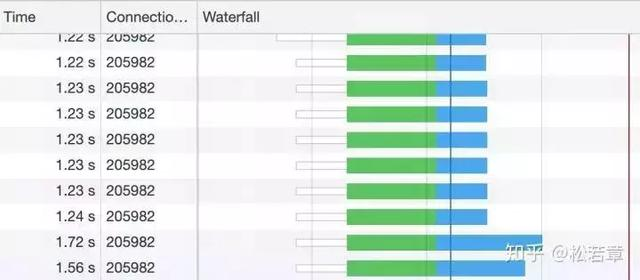 Time Connectio... Waterfall
1.22 s 205982
1.22 s 205982
1.23 s 205982
1.23 s 205982
1.23 s 205982
1.23 s 205982
1.23 s 205982
1.24 s 205982
1.72 s 205982
1.56 s 205982
知乎 @松若章